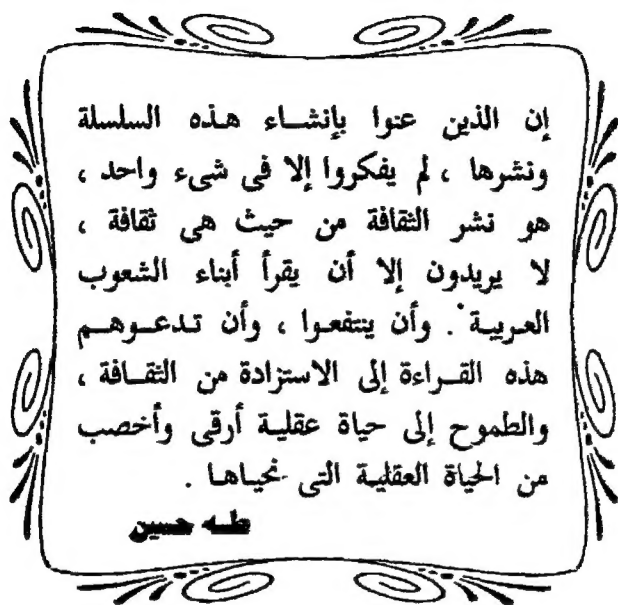 إن الذين عنوا بإنشاء هذه السلسلة
ونشرها ، لم يفكروا إلا فى شىء واحد ،
هو نشر الثقافة من حيث هى ثقافة ،
لا يريدون إلا أن يقرأ أبناء الشعوب
العربية . وأن ينتفعوا ، وأن تدعوهم
هذه القراءة إلى الاستزادة من الثقافة ،
والطموح إلى حياة عقلية أرقى وأخصب
من الحياة العقلية التى نحياها .
طه حسين